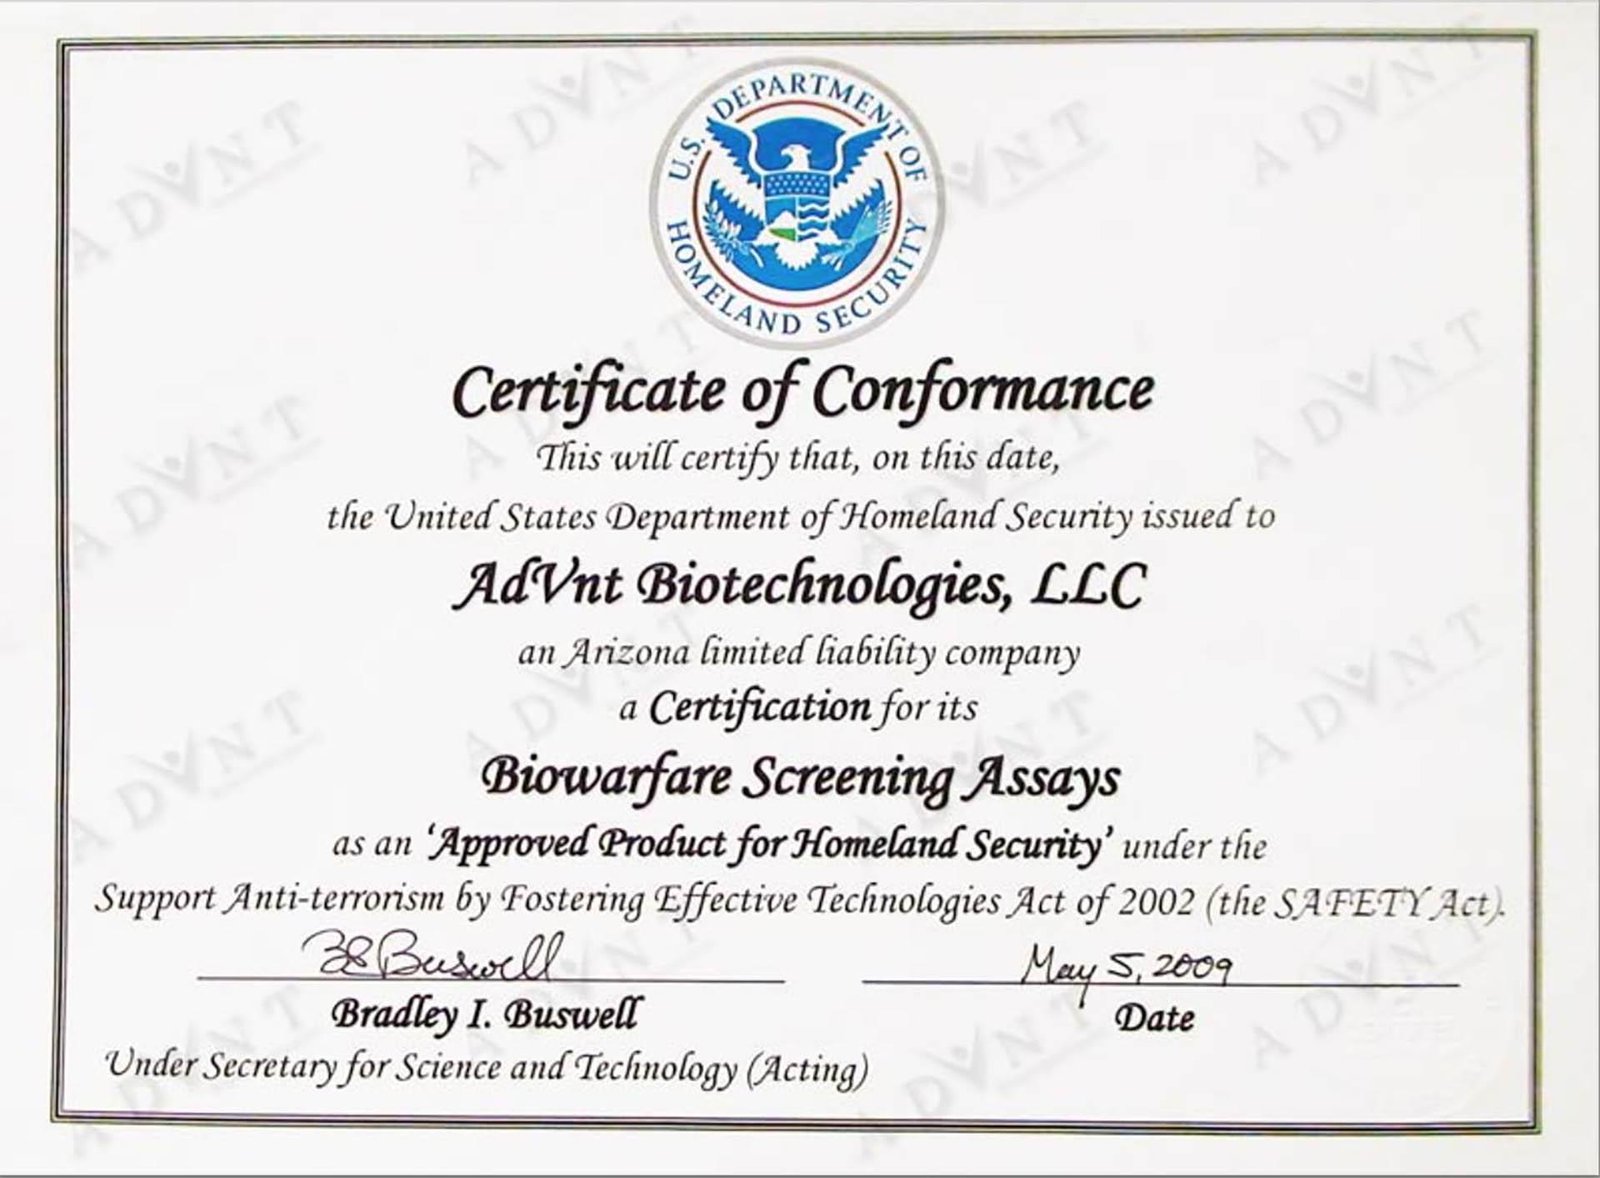 U.S. DEPARTMENT OF
HOMELAND SECURITY
Certificate of Conformance
This will certify that, on this date,
the United States Department of Homeland Security issued to
AdVnt Biotechnologies, LLC
an Arizona limited liability company
a Certification for its
Biowarfare Screening Assays
as an ‘Approved Product for Homeland Security’ under the
Support Anti-terrorism by Fostering Effective Technologies Act of 2002 (the SAFETY Act).
BI Buswell
May 5, 2009
Bradley I. Buswell
Date
Under Secretary for Science and Technology (Acting)
ADVNT